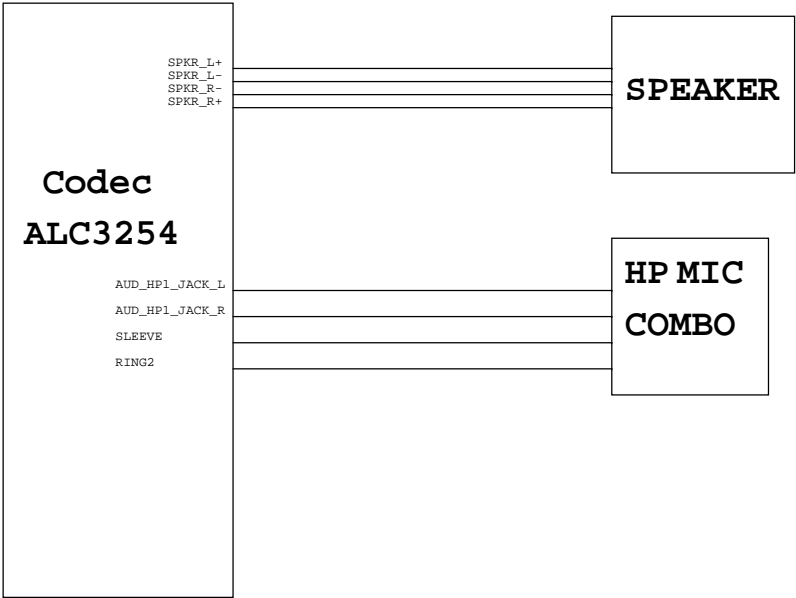 SPKR_L+
SPKR_L-
SPKR_R-
SPKR_R+
SPEAKER
Codec
ALC3254
AUD_HP1_JACK_L
AUD_HP1_JACK_R
SLEEVE
RING2
HP MIC
COMBO